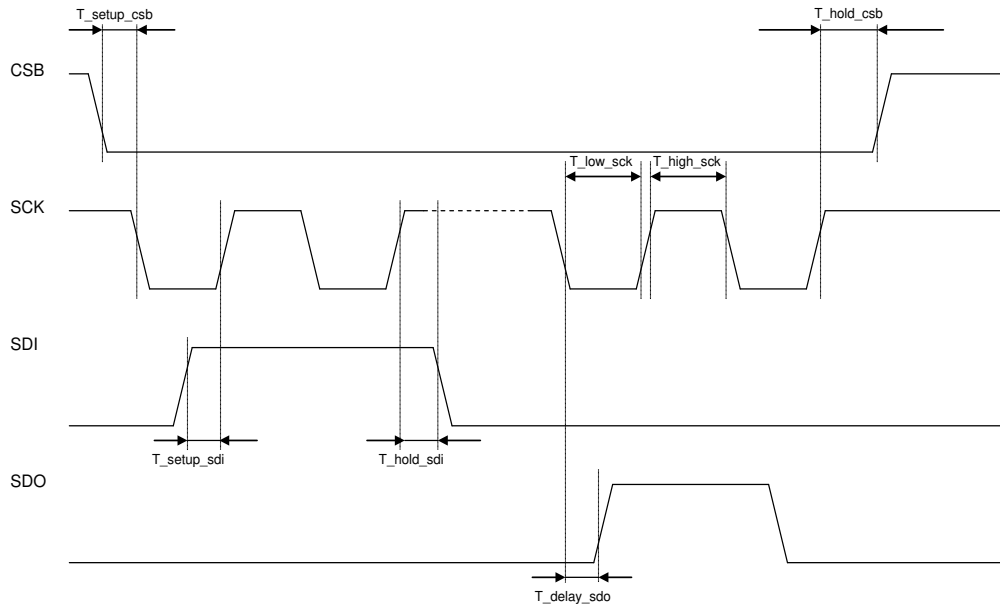 T_setup_csb
T_hold_csb
CSB
T_low_sck
T_high_sck
SCK
SDI
T_setup_sdi
T_hold_sdi
SDO
T_delay_sdo